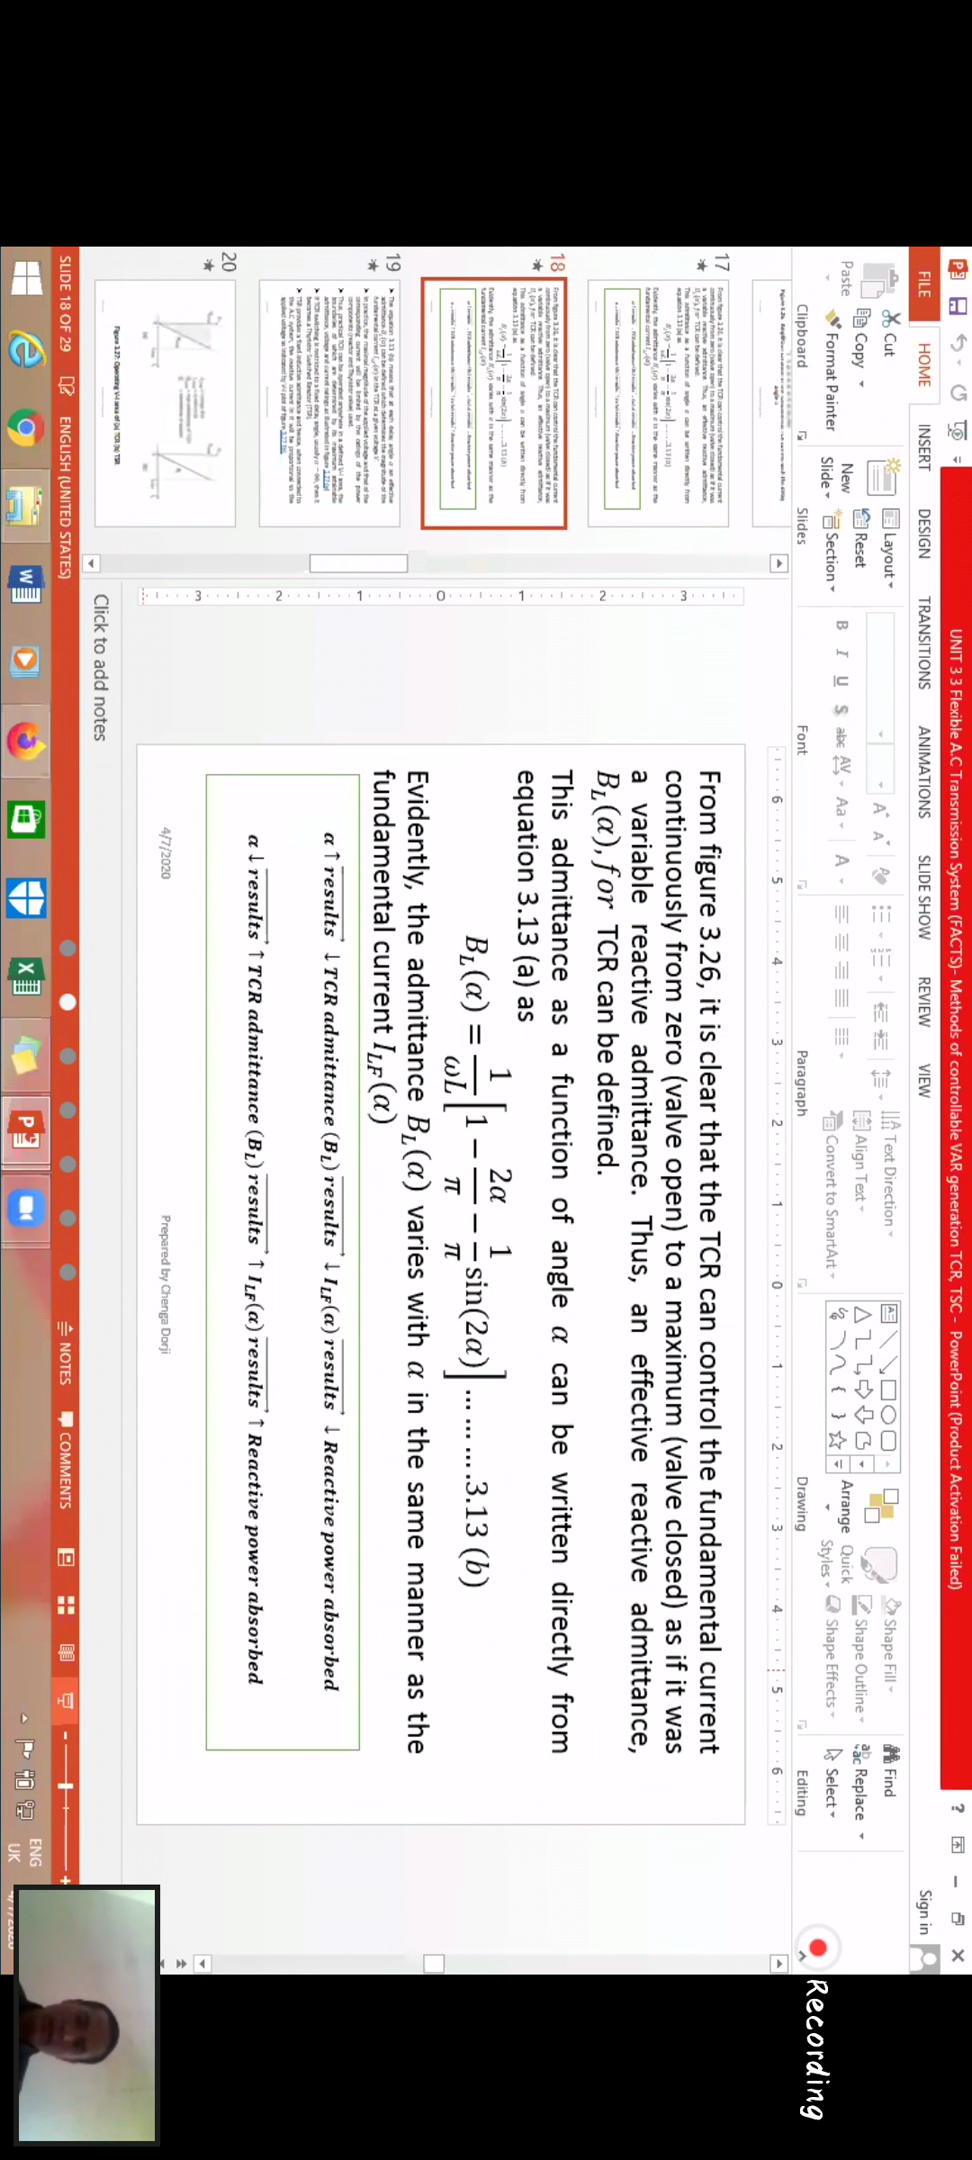 UNIT 3 3 Flexible A.C Transmission System (FACTS)- Methods of controllable VAR generation TCR, TSC - PowerPoint (Product Activation Failed)
FILE HOME INSERT DESIGN TRANSITIONS ANIMATIONS SLIDE SHOW REVIEW VIEW Sign in
Cut
Copy
Format Painter
Paste
Clipboard
New Slide
Layout
Reset
Section
Slides
B I U S abc AV Aa A
Font
Paragraph
Text Direction
Align Text
Convert to SmartArt
Arrange
Quick Styles
Drawing
Shape Fill
Shape Outline
Shape Effects
Find
Replace
Select
Editing
Recording
17
18
19
20
From figure 3.26, it is clear that the TCR can control the fundamental current
continuously from zero (valve open) to a maximum (valve closed) as if it was
a variable reactive admittance. Thus, an effective reactive admittance,
B_L(α), for TCR can be defined.
This admittance as a function of angle α can be written directly from
equation 3.13 (a) as
B_L(α) = 1/ωL [1 − 2α/π − 1/π sin(2α)] … … … 3.13 (b)
Evidently, the admittance B_L(α) varies with α in the same manner as the
fundamental current I_LF(α)
α ↑ results ↓ TCR admittance (B_L) results ↓ I_LF(α) results ↓ Reactive power absorbed
α ↓ results ↑ TCR admittance (B_L) results ↑ I_LF(α) results ↑ Reactive power absorbed
4/7/2020
Prepared by Chenga Dorji
Click to add notes
SLIDE 18 OF 29 ENGLISH (UNITED STATES) NOTES COMMENTS
ENG
UK